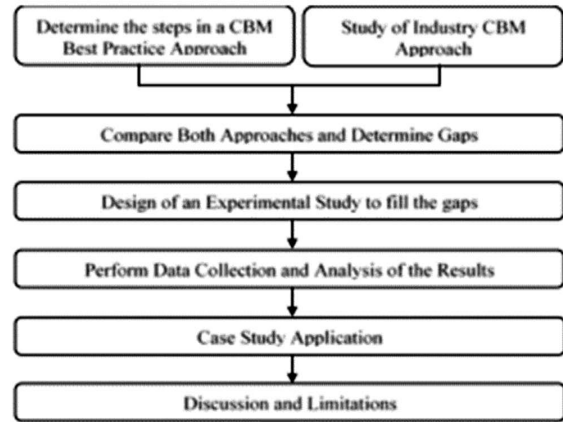 Determine the steps in a CBM
Best Practice Approach
Study of Industry CBM
Approach
Compare Both Approaches and Determine Gaps
Design of an Experimental Study to fill the gaps
Perform Data Collection and Analysis of the Results
Case Study Application
Discussion and Limitations